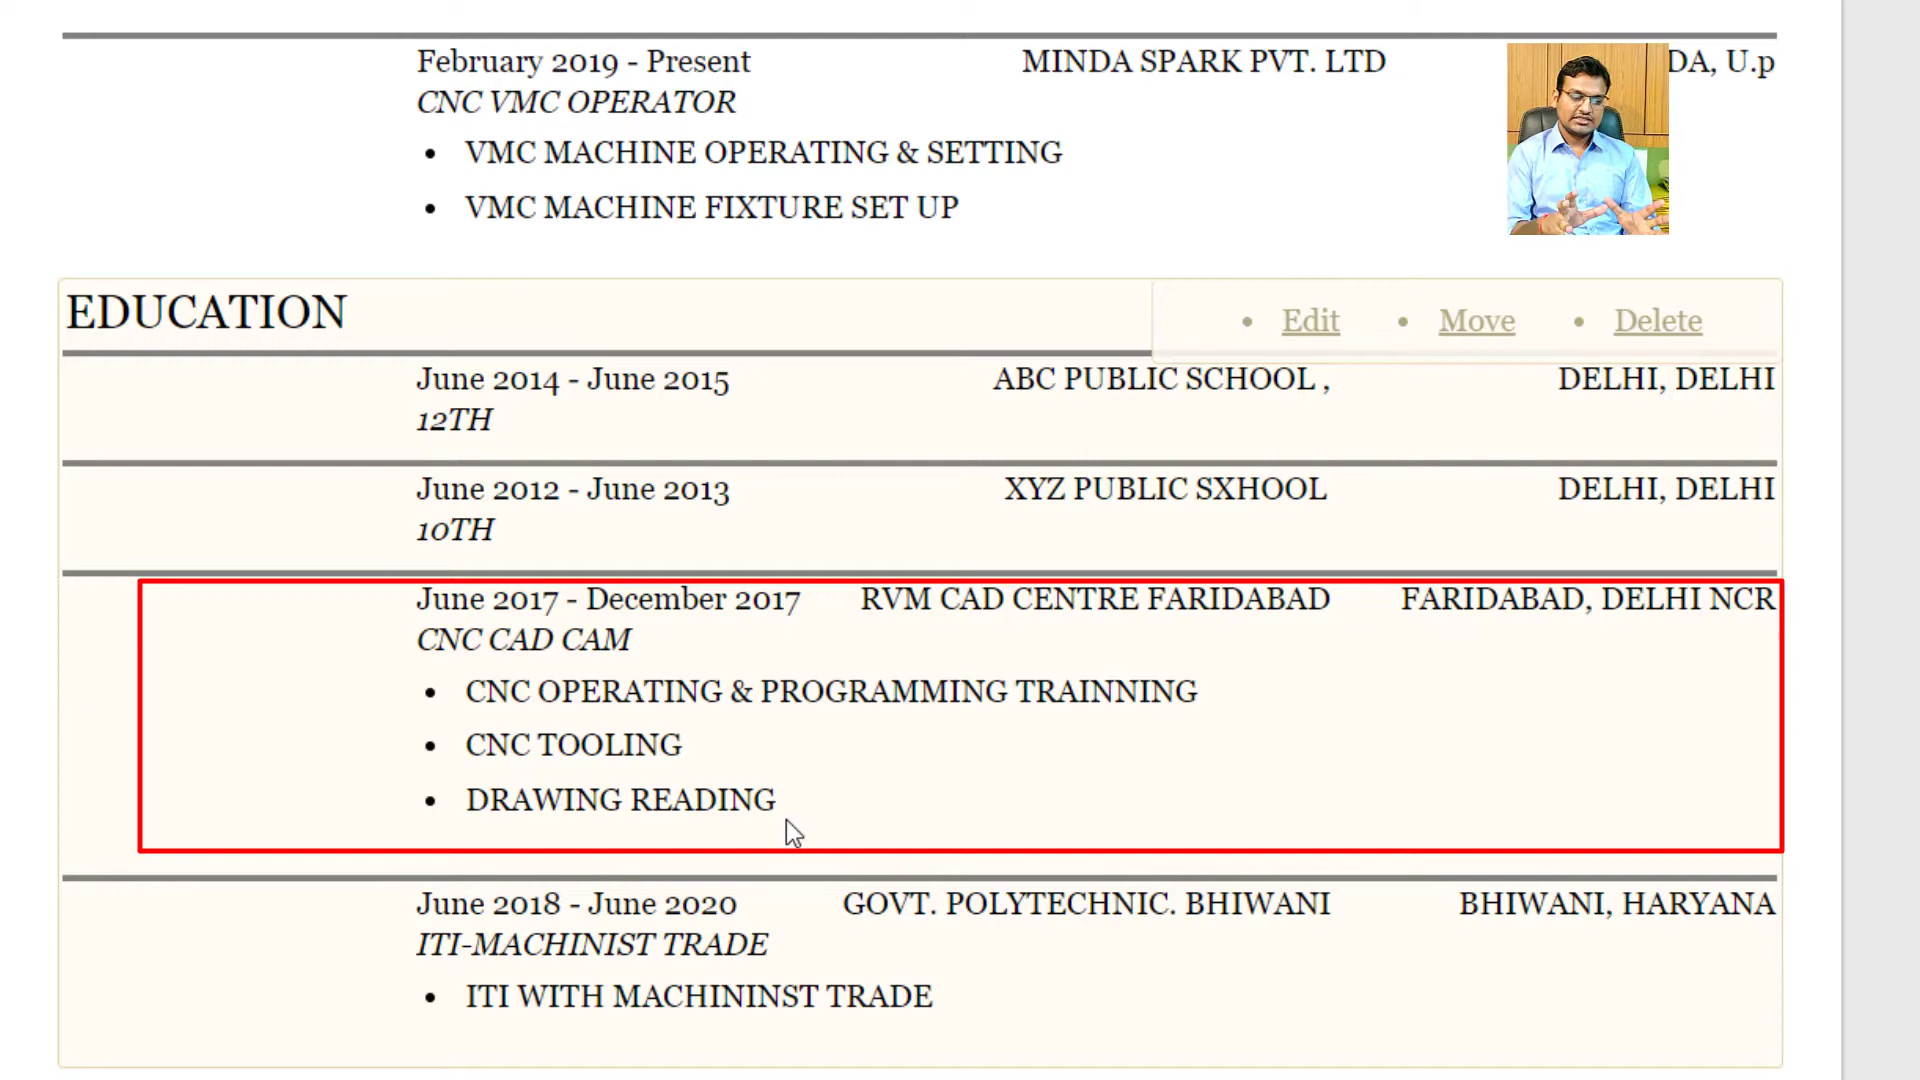 February 2019 - Present MINDA SPARK PVT. LTD DA, U.p
CNC VMC OPERATOR
• VMC MACHINE OPERATING & SETTING
• VMC MACHINE FIXTURE SET UP
EDUCATION
• Edit • Move • Delete
June 2014 - June 2015 ABC PUBLIC SCHOOL , DELHI, DELHI
12TH
June 2012 - June 2013 XYZ PUBLIC SXHOOL DELHI, DELHI
10TH
June 2017 - December 2017 RVM CAD CENTRE FARIDABAD FARIDABAD, DELHI NCR
CNC CAD CAM
• CNC OPERATING & PROGRAMMING TRAINNING
• CNC TOOLING
• DRAWING READING
June 2018 - June 2020 GOVT. POLYTECHNIC. BHIWANI BHIWANI, HARYANA
ITI-MACHINIST TRADE
• ITI WITH MACHININST TRADE